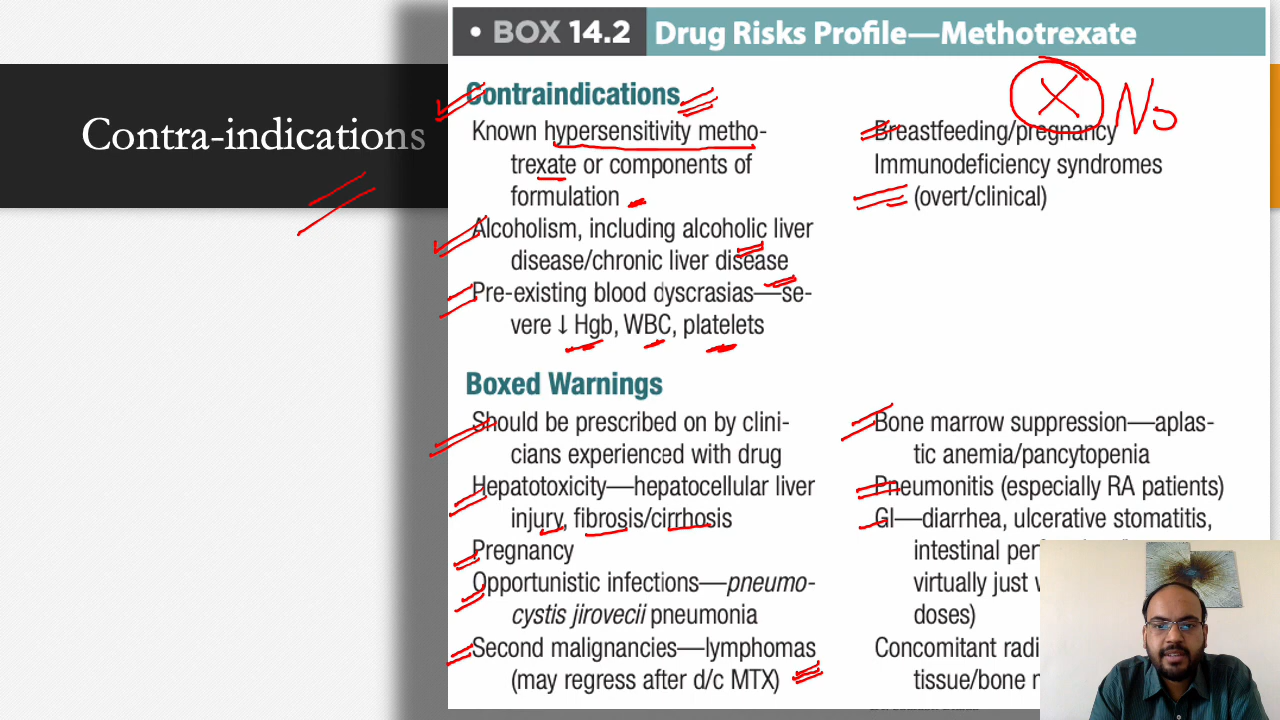 Contra-indications
• BOX 14.2 Drug Risks Profile—Methotrexate
Contraindications
Known hypersensitivity metho-
trexate or components of
formulation
Alcoholism, including alcoholic liver
disease/chronic liver disease
Pre-existing blood dyscrasias—se-
vere ↓ Hgb, WBC, platelets
No
Breastfeeding/pregnancy
Immunodeficiency syndromes
(overt/clinical)
Boxed Warnings
Should be prescribed on by clini-
cians experienced with drug
Hepatotoxicity—hepatocellular liver
injury, fibrosis/cirrhosis
Pregnancy
Opportunistic infections—pneumo-
cystis jirovecii pneumonia
Second malignancies—lymphomas
(may regress after d/c MTX)
Bone marrow suppression—aplas-
tic anemia/pancytopenia
Pneumonitis (especially RA patients)
GI—diarrhea, ulcerative stomatitis,
intestinal
virtually just
doses)
Concomitant
tissue/bone